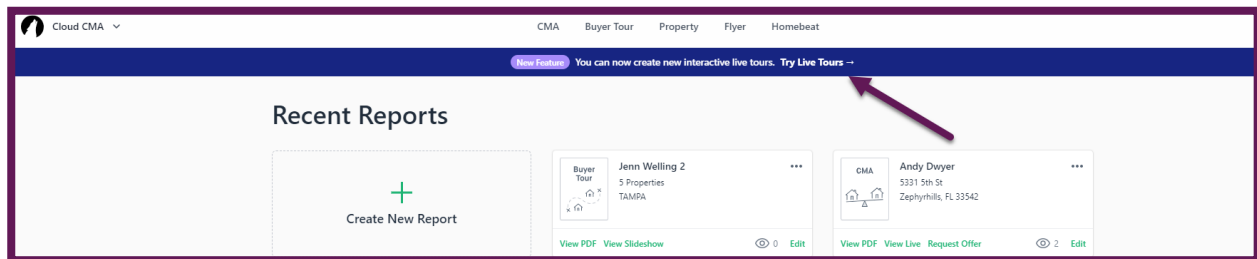 Cloud CMA
CMA Buyer Tour Property Flyer Homebeat
New Feature You can now create new interactive live tours. Try Live Tours →
Recent Reports
Create New Report
Buyer
Tour
Jenn Welling 2
5 Properties
TAMPA
View PDF View Slideshow 0 Edit
CMA
Andy Dwyer
5331 5th St
Zephyrhills, FL 33542
View PDF View Live Request Offer 2 Edit